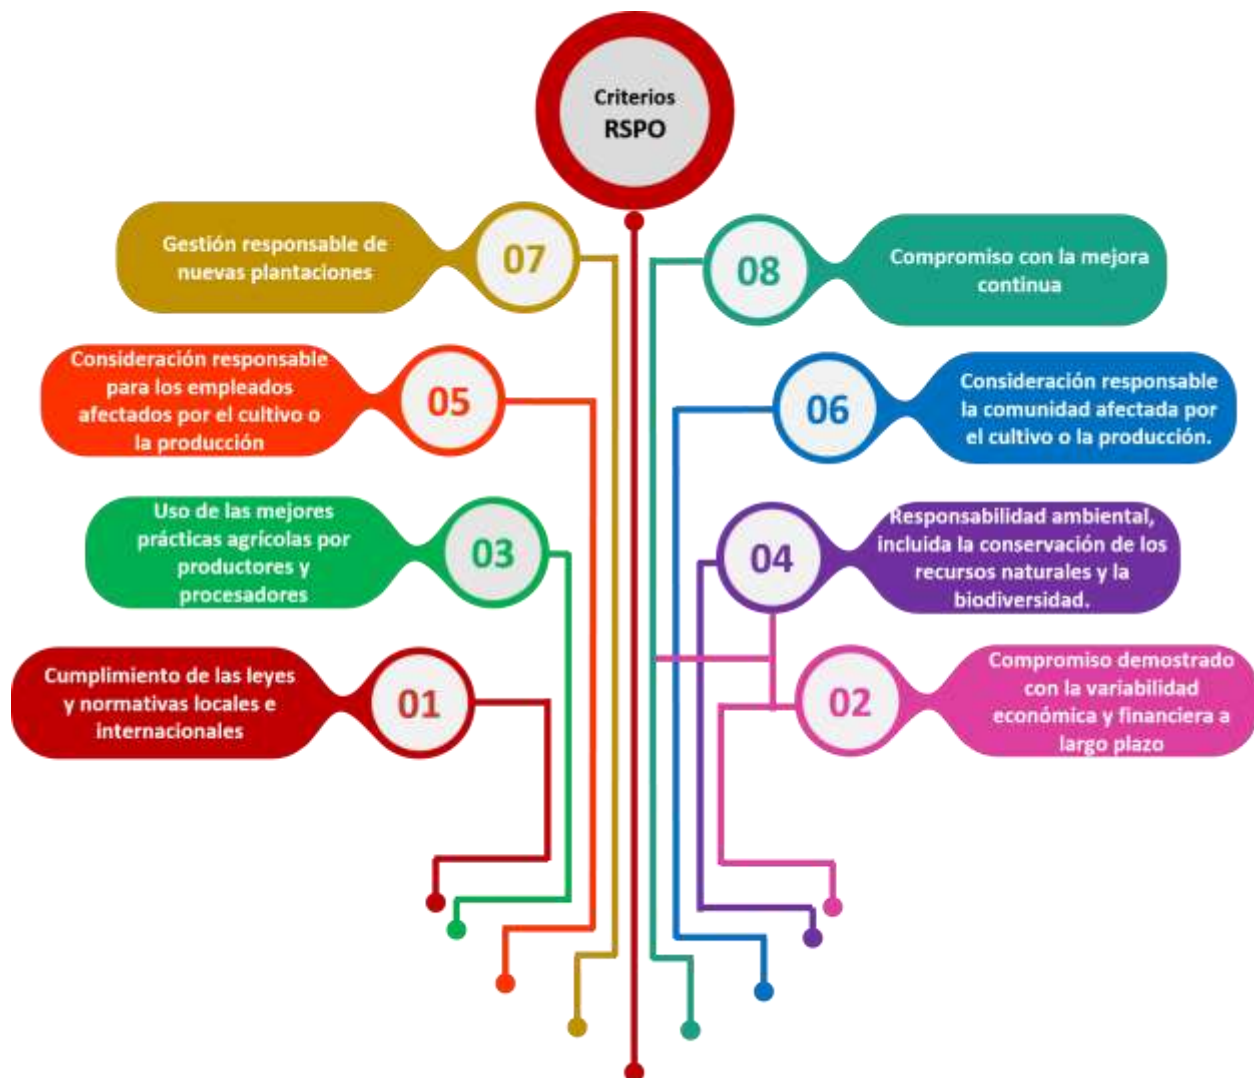 Criterios
RSPO
Gestión responsable de
nuevas plantaciones
07
08
Compromiso con la mejora
continua
Consideración responsable
para los empleados
afectados por el cultivo o
la producción
05
06
Consideración responsable
la comunidad afectada por
el cultivo o la producción.
Uso de las mejores
prácticas agrícolas por
productores y
procesadores
03
04
Responsabilidad ambiental,
incluida la conservación de los
recursos naturales y la
biodiversidad.
Cumplimiento de las leyes
y normativas locales e
internacionales
01
02
Compromiso demostrado
con la variabilidad
económica y financiera a
largo plazo